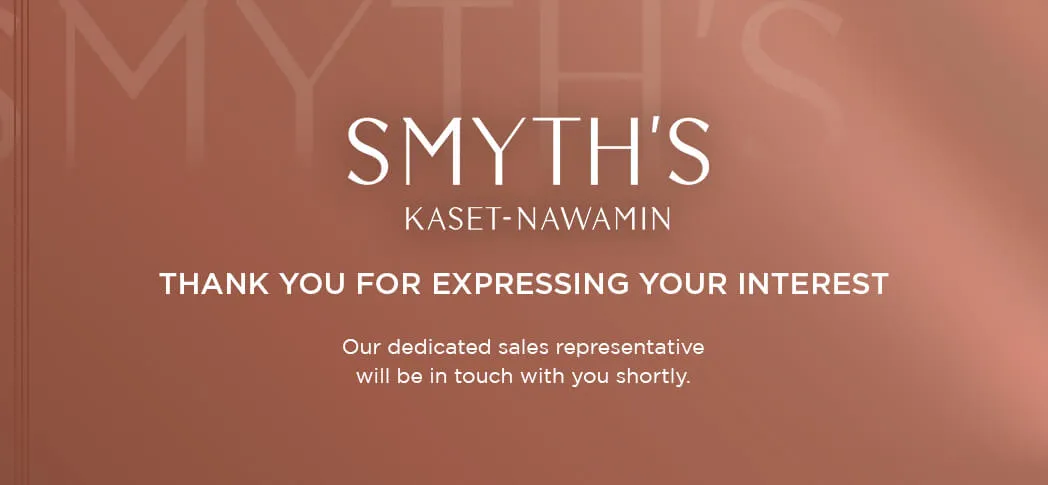 SMYTH'S
SMYTH'S
KASET-NAWAMIN
THANK YOU FOR EXPRESSING YOUR INTEREST
Our dedicated sales representative
will be in touch with you shortly.